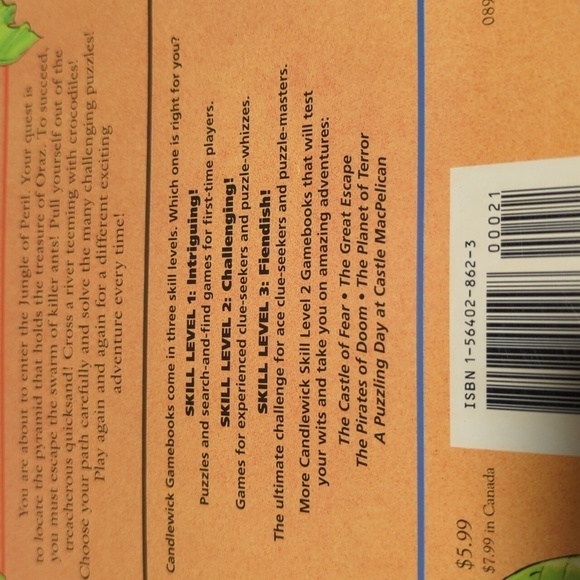 You are about to enter the Jungle of Peril. Your quest is
to locate the pyramid that holds the treasure of Oraz. To succeed,
you must escape the swarm of killer ants! Pull yourself out of the
treacherous quicksand! Cross a river teeming with crocodiles!
Choose your path carefully and solve the many challenging puzzles!
Play again and again for a different exciting
adventure every time!
Candlewick Gamebooks come in three skill levels. Which one is right for you?
SKILL LEVEL 1: Intriguing!
Puzzles and search-and-find games for first-time players.
SKILL LEVEL 2: Challenging!
Games for experienced clue-seekers and puzzle-whizzes.
SKILL LEVEL 3: Fiendish!
The ultimate challenge for ace clue-seekers and puzzle-masters.
More Candlewick Skill Level 2 Gamebooks that will test
your wits and take you on amazing adventures:
The Castle of Fear • The Great Escape
The Pirates of Doom • The Planet of Terror
A Puzzling Day at Castle MacPelican
$5.99
$7.99 in Canada
ISBN 1-56402-862-3
00021
089